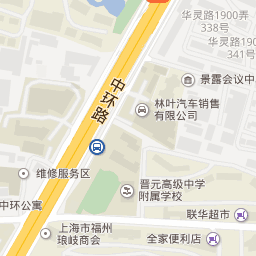 华灵路1900弄
338号
华灵路1900
341号
景露会议中
中环路
林叶汽车销售
有限公司
维修服务区
晋元高级中学
附属学校
中环公寓
联华超市
上海市福州
琅岐商会
全家便利店